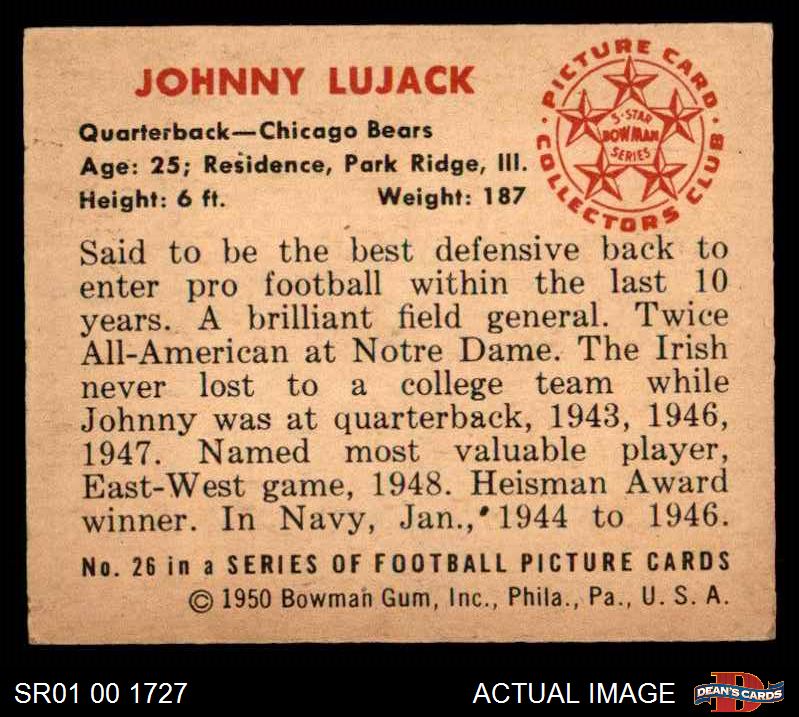 JOHNNY LUJACK
Quarterback—Chicago Bears
Age: 25; Residence, Park Ridge, Ill.
Height: 6 ft. Weight: 187
PICTURE CARD
COLLECTORS CLUB
5-STAR
BOWMAN
SERIES
Said to be the best defensive back to
enter pro football within the last 10
years. A brilliant field general. Twice
All-American at Notre Dame. The Irish
never lost to a college team while
Johnny was at quarterback, 1943, 1946,
1947. Named most valuable player,
East-West game, 1948. Heisman Award
winner. In Navy, Jan., 1944 to 1946.
No. 26 in a SERIES OF FOOTBALL PICTURE CARDS
© 1950 Bowman Gum, Inc., Phila., Pa., U. S. A.
SR01 00 1727
ACTUAL IMAGE
D
DEAN'S CARDS